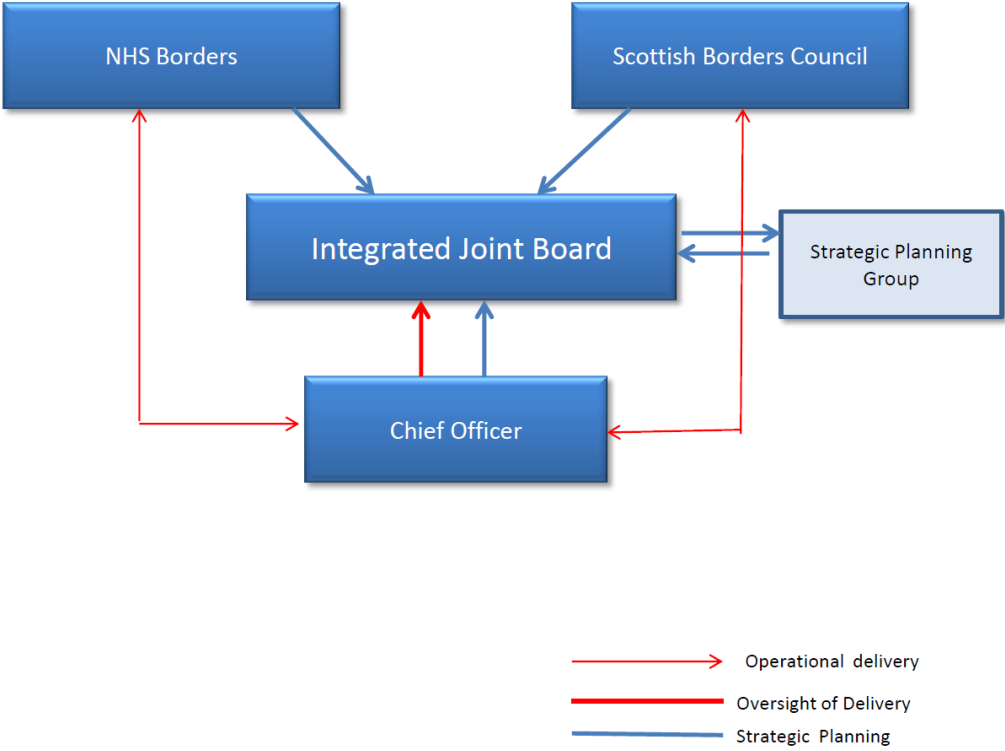 NHS Borders
Scottish Borders Council
Integrated Joint Board
Strategic Planning
Group
Chief Officer
Operational delivery
Oversight of Delivery
Strategic Planning